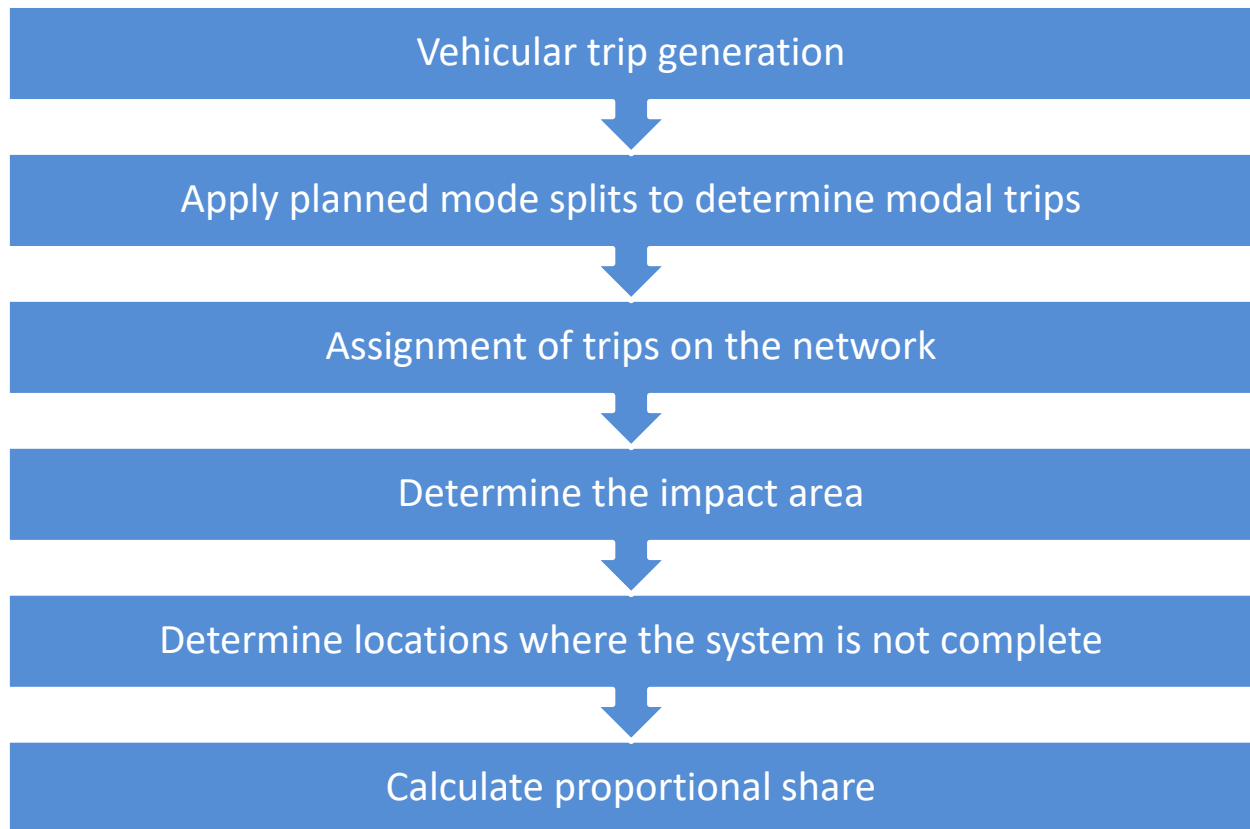 Vehicular trip generation
Apply planned mode splits to determine modal trips
Assignment of trips on the network
Determine the impact area
Determine locations where the system is not complete
Calculate proportional share